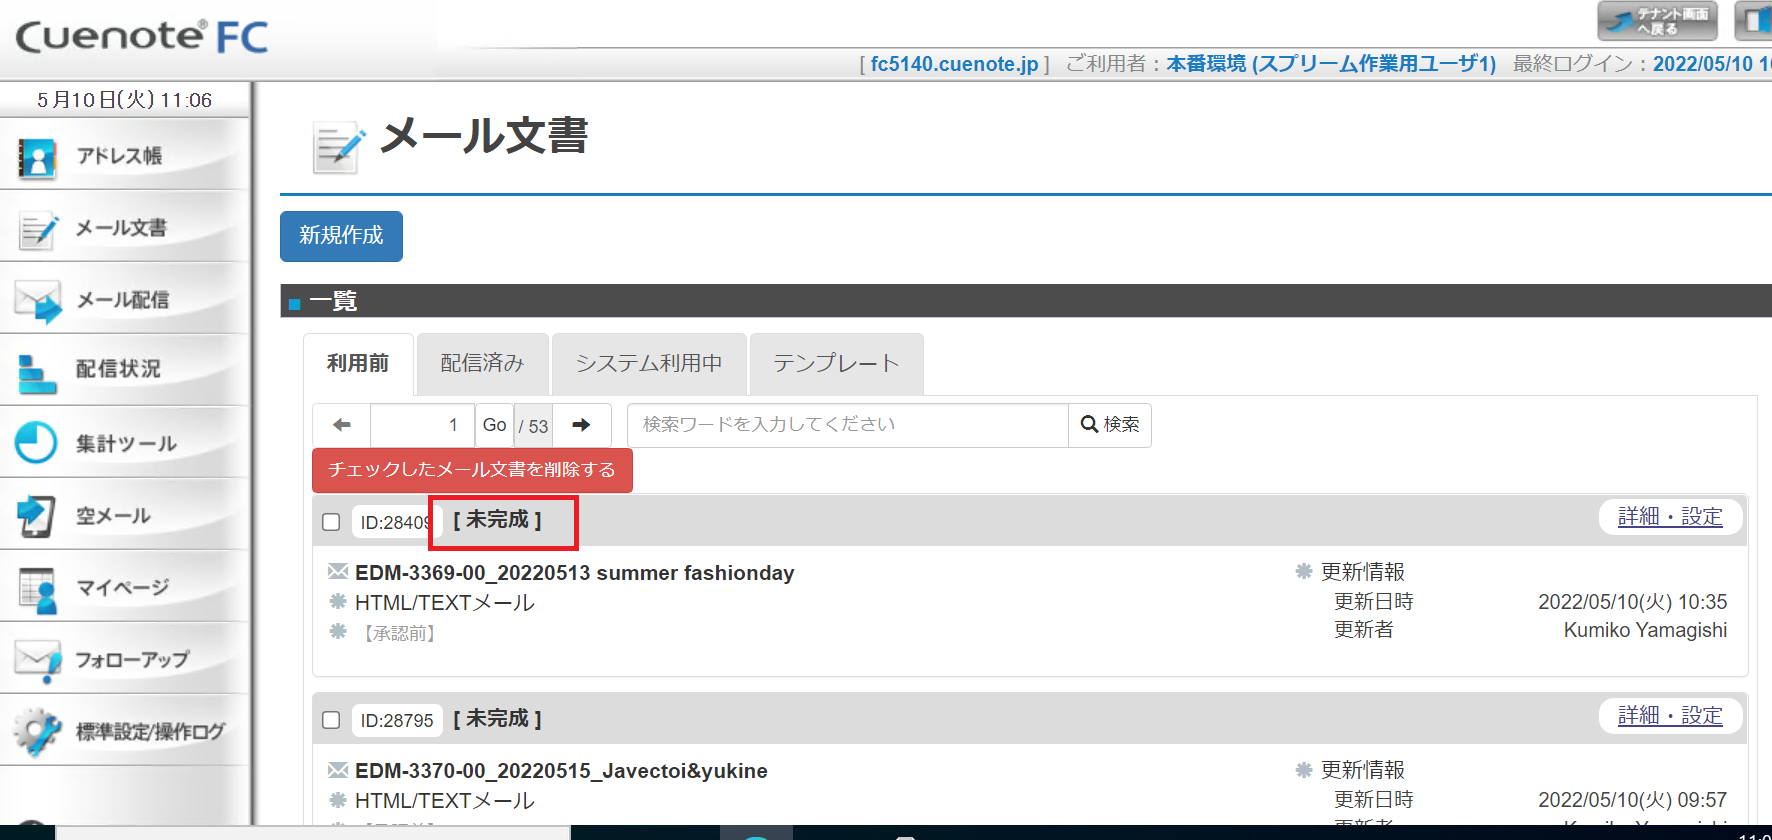 Cuenote® FC
テナント画面
へ戻る
[ fc5140.cuenote.jp ] ご利用者：本番環境 (スプリーム作業用ユーザ1) 最終ログイン：2022/05/10
5月10日(火) 11:06
アドレス帳
メール文書
メール配信
配信状況
集計ツール
空メール
マイページ
フォローアップ
標準設定/操作ログ
メール文書
新規作成
一覧
利用前 配信済み システム利用中 テンプレート
1 Go / 53 検索ワードを入力してください 検索
チェックしたメール文書を削除する
ID:28409 [ 未完成 ] 詳細・設定
EDM-3369-00_20220513 summer fashionday
HTML/TEXTメール
【承認前】
更新情報
更新日時 2022/05/10(火) 10:35
更新者 Kumiko Yamagishi
ID:28795 [ 未完成 ] 詳細・設定
EDM-3370-00_20220515_Javectoi&yukine
HTML/TEXTメール
更新情報
更新日時 2022/05/10(火) 09:57